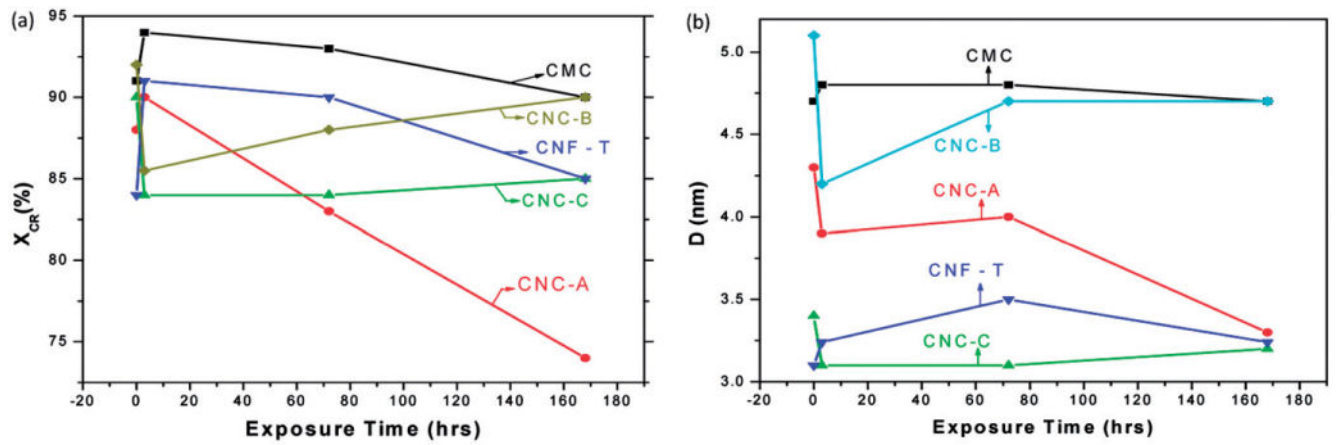 (a)
95
90
85
80
75
X_CR(%)
CMC
CNC-B
CNF - T
CNC-C
CNC-A
-20 0 20 40 60 80 100 120 140 160 180
Exposure Time (hrs)
(b)
5.0
4.5
4.0
3.5
3.0
D (nm)
CMC
CNC-B
CNC-A
CNF - T
CNC-C
-20 0 20 40 60 80 100 120 140 160 180
Exposure Time (hrs)